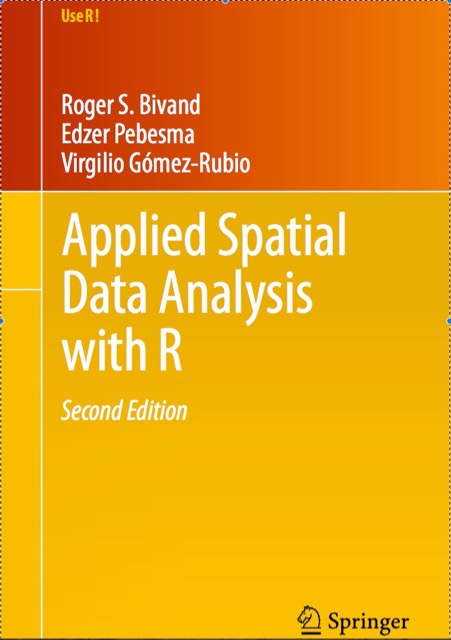 Use R!
Roger S. Bivand
Edzer Pebesma
Virgilio Gómez-Rubio
Applied Spatial
Data Analysis
with R
Second Edition
Springer